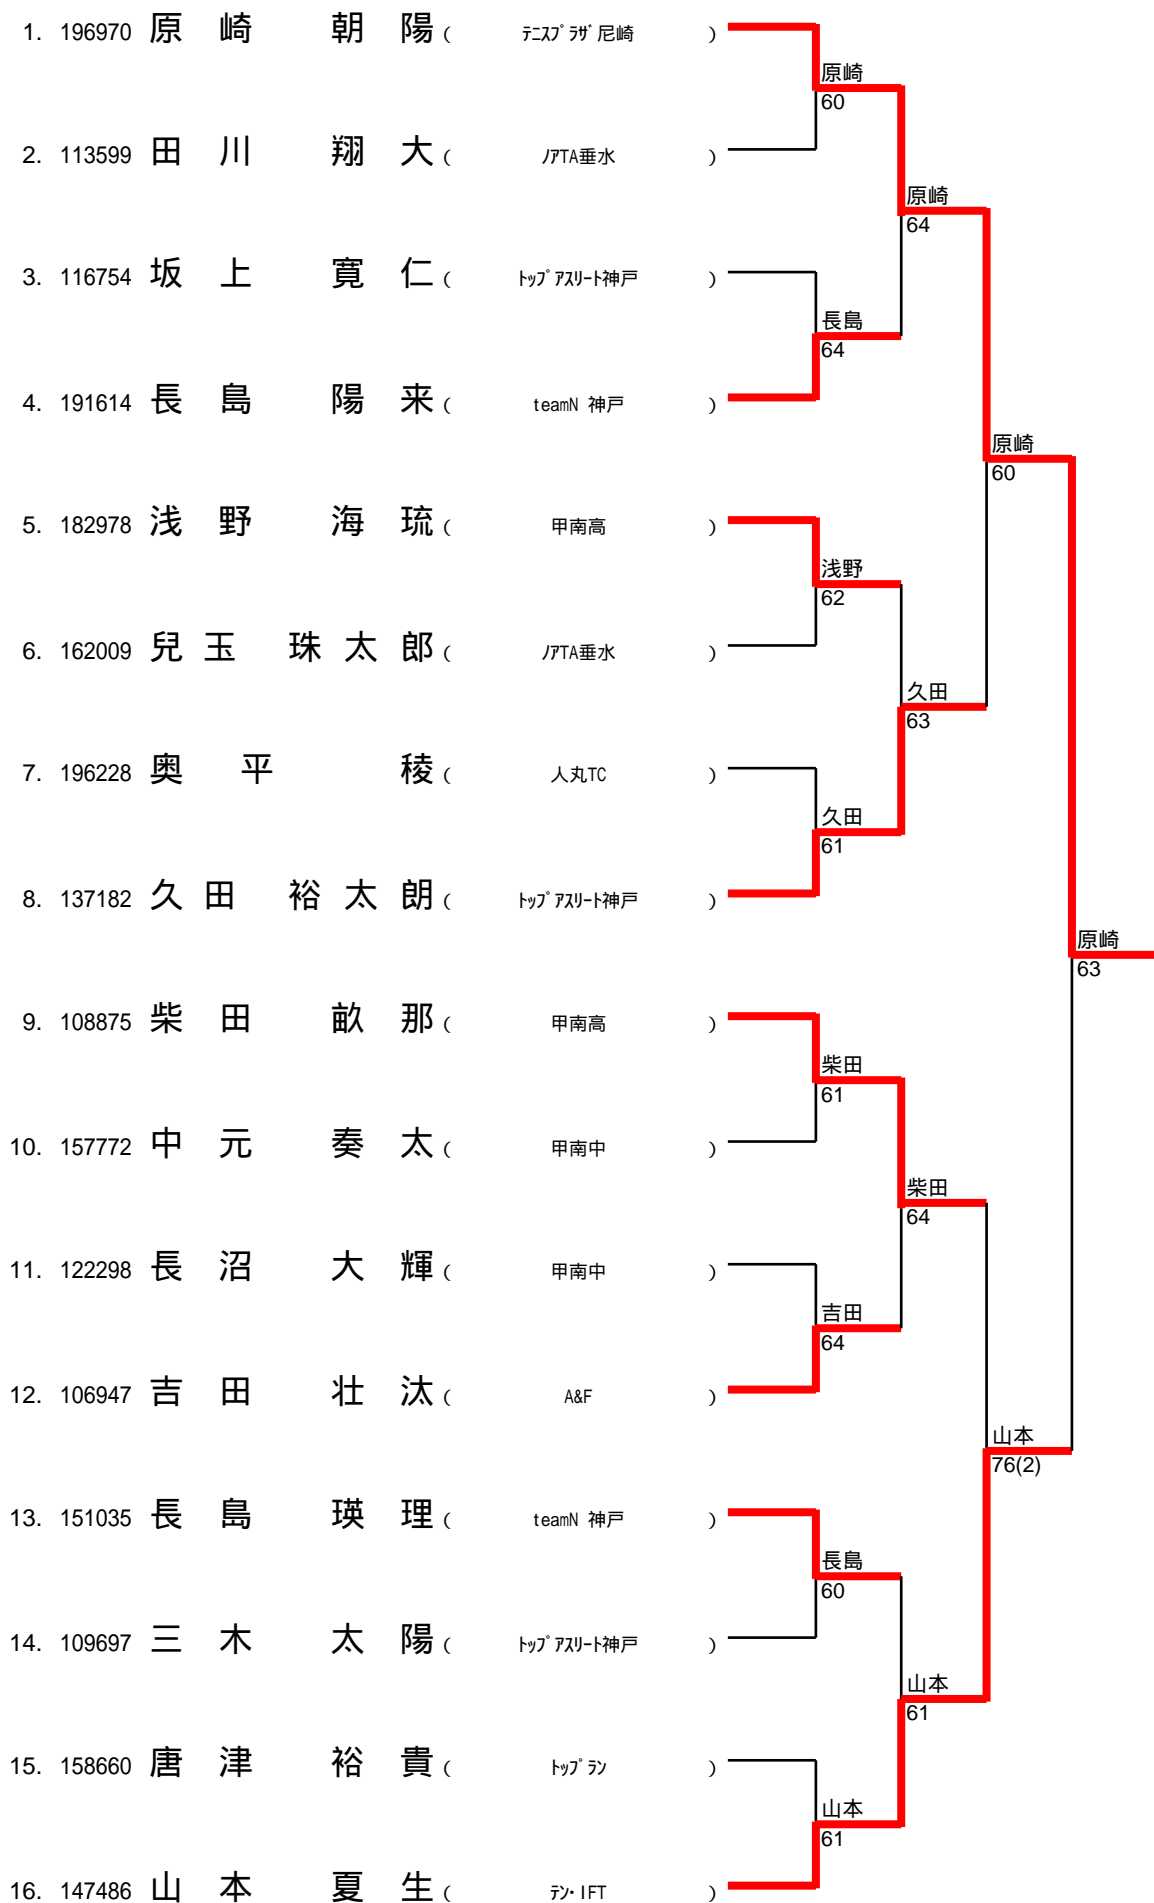 1. 196970 原 崎 朝 陽 ( ﾃﾆｽﾌﾟﾗｻﾞ尼崎 )
原崎
60
2. 113599 田 川 翔 大 ( ﾉｱTA垂水 )
原崎
64
3. 116754 坂 上 寛 仁 ( ﾄｯﾌﾟｱｽﾘｰﾄ神戸 )
長島
64
4. 191614 長 島 陽 来 ( teamN 神戸 )
原崎
60
5. 182978 浅 野 海 琉 ( 甲南高 )
浅野
62
6. 162009 兒 玉 珠 太 郎 ( ﾉｱTA垂水 )
久田
63
7. 196228 奥 平 稜 ( 人丸TC )
久田
61
8. 137182 久 田 裕 太 朗 ( ﾄｯﾌﾟｱｽﾘｰﾄ神戸 )
原崎
63
9. 108875 柴 田 畝 那 ( 甲南高 )
柴田
61
10. 157772 中 元 奏 太 ( 甲南中 )
柴田
64
11. 122298 長 沼 大 輝 ( 甲南中 )
吉田
64
12. 106947 吉 田 壮 汰 ( A&F )
山本
76(2)
13. 151035 長 島 瑛 理 ( teamN 神戸 )
長島
60
14. 109697 三 木 太 陽 ( ﾄｯﾌﾟｱｽﾘｰﾄ神戸 )
山本
61
15. 158660 唐 津 裕 貴 ( ﾄｯﾌﾟﾗﾝ )
山本
61
16. 147486 山 本 夏 生 ( ﾃﾝ･IFT )